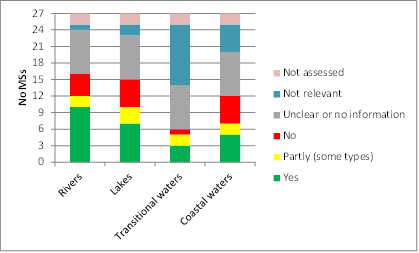 27
24
21
18
15
12
9
6
3
0
No MSs
Rivers
Lakes
Transitional waters
Coastal waters
Not assessed
Not relevant
Unclear or no information
No
Partly (some types)
Yes